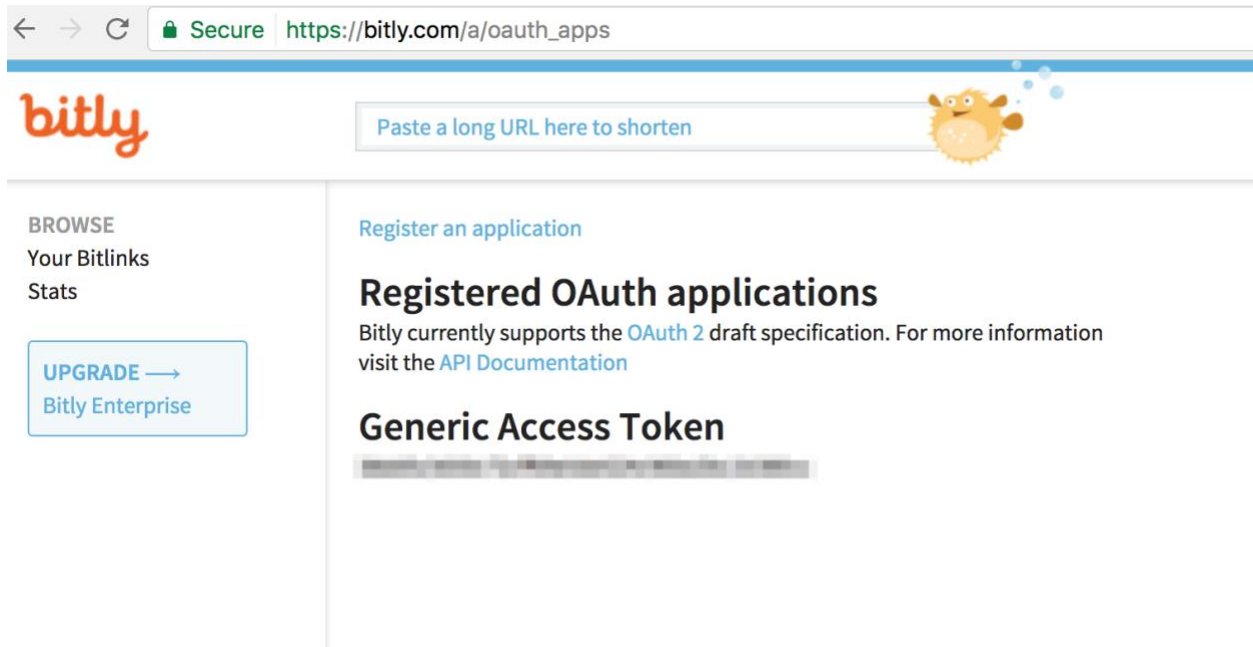 Secure https://bitly.com/a/oauth_apps
bitly
Paste a long URL here to shorten
BROWSE
Your Bitlinks
Stats
UPGRADE ⟶
Bitly Enterprise
Register an application
Registered OAuth applications
Bitly currently supports the OAuth 2 draft specification. For more information
visit the API Documentation
Generic Access Token